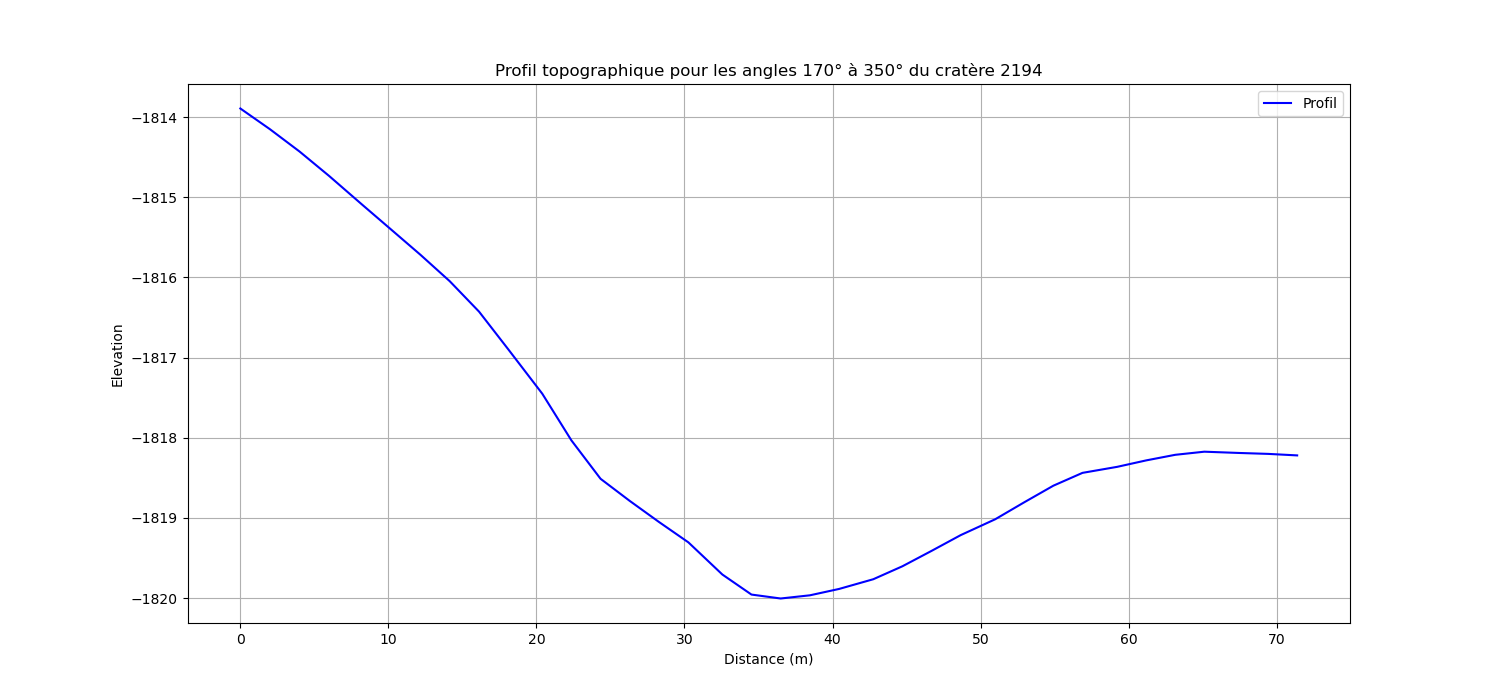 Profil topographique pour les angles 170° à 350° du cratère 2194
Profil
−1814
−1815
−1816
−1817
−1818
−1819
−1820
Elevation
0 10 20 30 40 50 60 70
Distance (m)